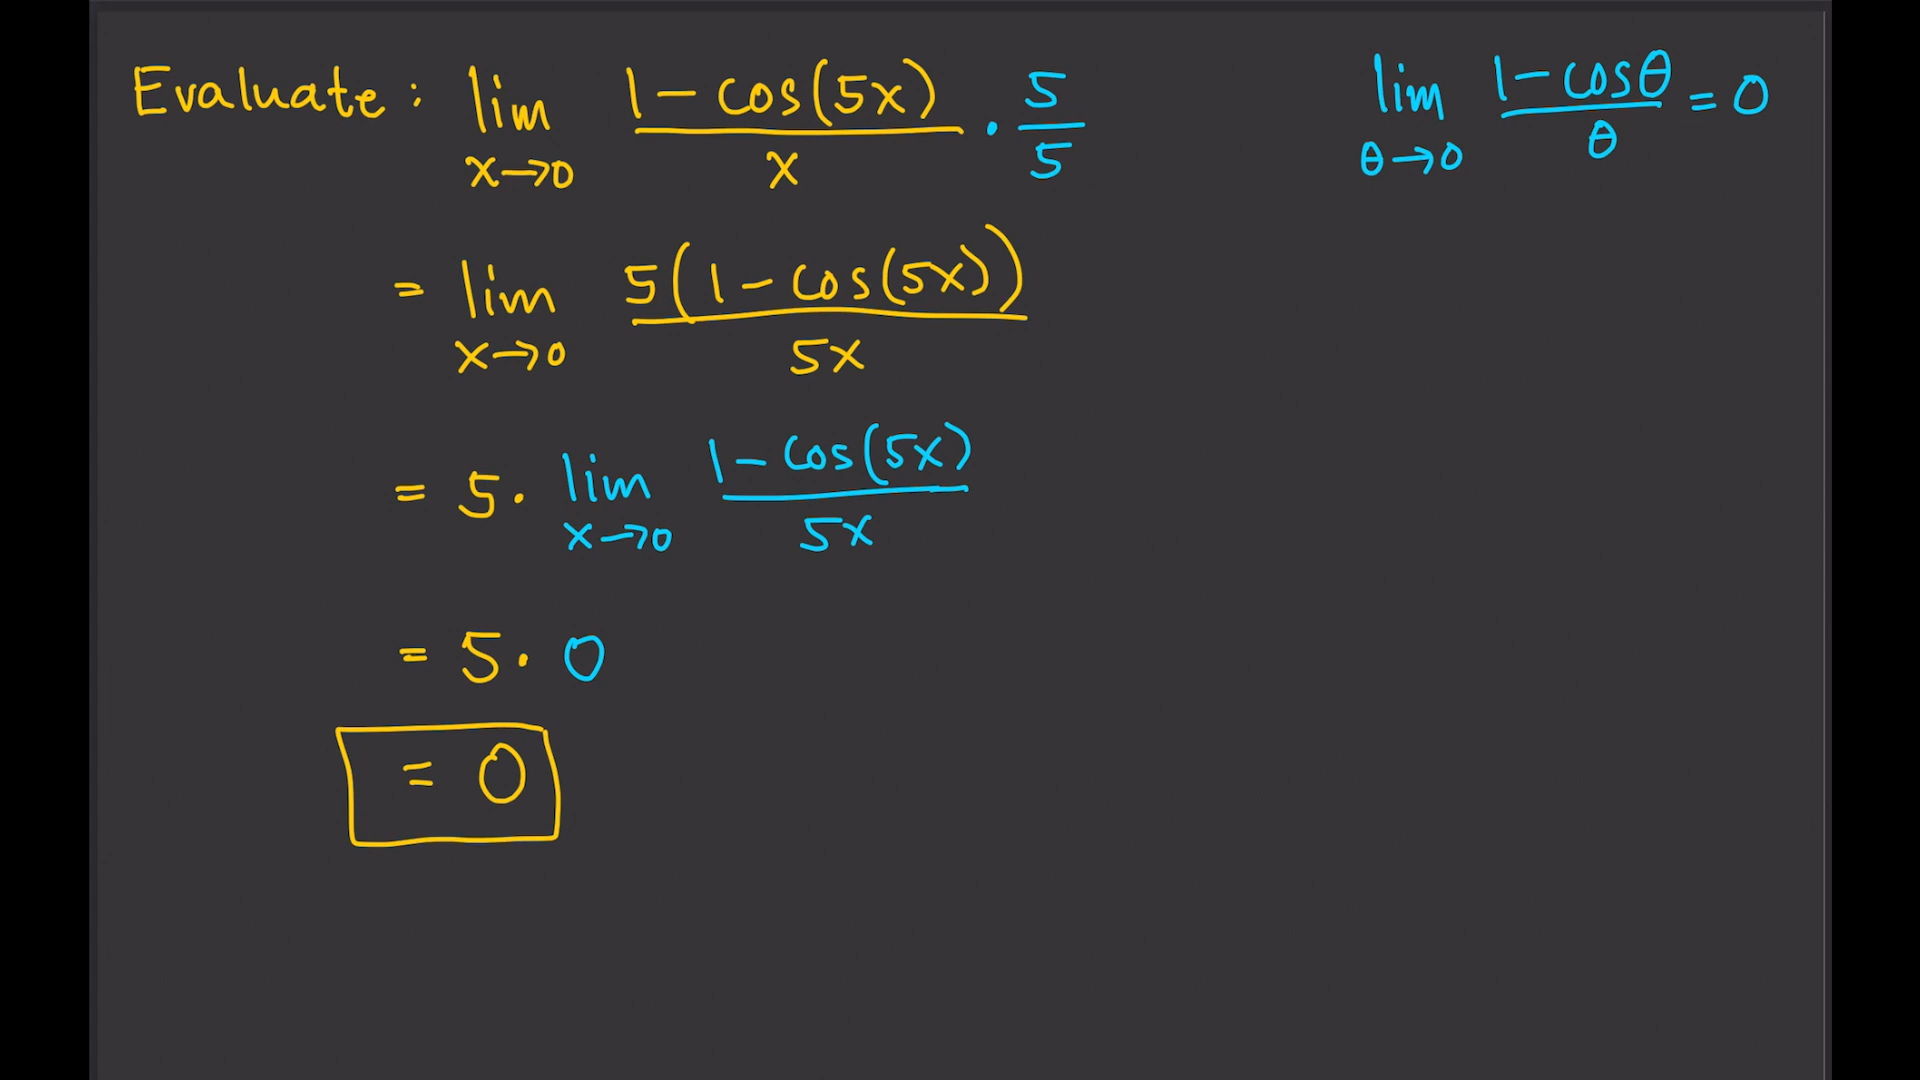 Evaluate: lim x→0 (1 - cos(5x))/x · 5/5
lim θ→0 (1 - cosθ)/θ = 0
= lim x→0 5(1 - cos(5x))/5x
= 5 · lim x→0 (1 - cos(5x))/5x
= 5 · 0
= 0